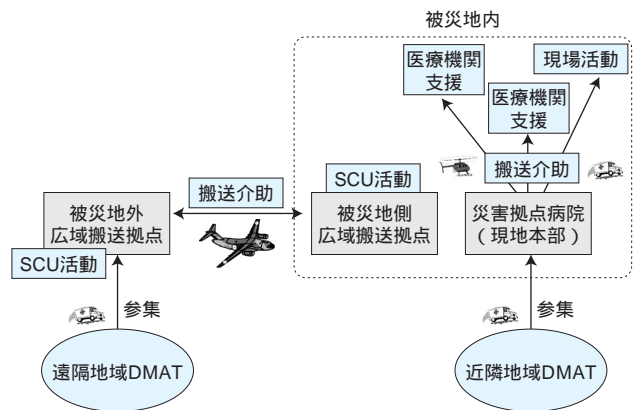 被災地内
医療機関
支援
現場活動
医療機関
支援
搬送介助
搬送介助
SCU活動
被災地外
広域搬送拠点
SCU活動
被災地側
広域搬送拠点
災害拠点病院
（現地本部）
参集
参集
遠隔地域DMAT
近隣地域DMAT